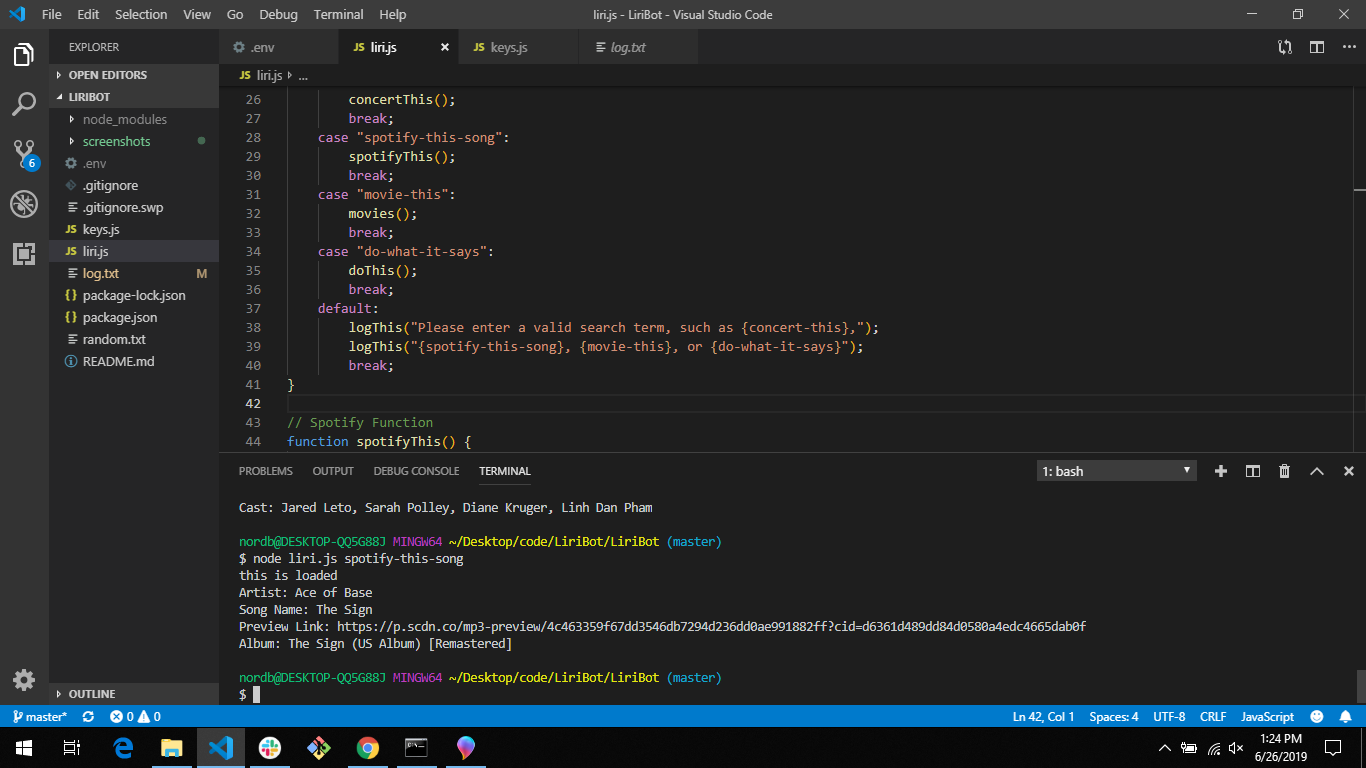 File Edit Selection View Go Debug Terminal Help
liri.js - LiriBot - Visual Studio Code
EXPLORER
OPEN EDITORS
LIRIBOT
node_modules
screenshots
.env
.gitignore
.gitignore.swp
JS keys.js
JS liri.js
log.txt M
{} package-lock.json
{} package.json
random.txt
README.md
OUTLINE
6
.env
JS liri.js
JS keys.js
log.txt
JS liri.js ...
26 concertThis();
27 break;
28 case "spotify-this-song":
29 spotifyThis();
30 break;
31 case "movie-this":
32 movies();
33 break;
34 case "do-what-it-says":
35 doThis();
36 break;
37 default:
38 logThis("Please enter a valid search term, such as {concert-this},");
39 logThis("{spotify-this-song}, {movie-this}, or {do-what-it-says}");
40 break;
41 }
42
43 // Spotify Function
44 function spotifyThis() {
PROBLEMS OUTPUT DEBUG CONSOLE TERMINAL
1: bash
Cast: Jared Leto, Sarah Polley, Diane Kruger, Linh Dan Pham
nordb@DESKTOP-QQ5G88J MINGW64 ~/Desktop/code/LiriBot/LiriBot (master)
$ node liri.js spotify-this-song
this is loaded
Artist: Ace of Base
Song Name: The Sign
Preview Link: https://p.scdn.co/mp3-preview/4c463359f67dd3546db7294d236dd0ae991882ff?cid=d6361d489dd84d0580a4edc4665dab0f
Album: The Sign (US Album) [Remastered]
nordb@DESKTOP-QQ5G88J MINGW64 ~/Desktop/code/LiriBot/LiriBot (master)
$
master* 0 0
Ln 42, Col 1 Spaces: 4 UTF-8 CRLF JavaScript
1:24 PM
6/26/2019